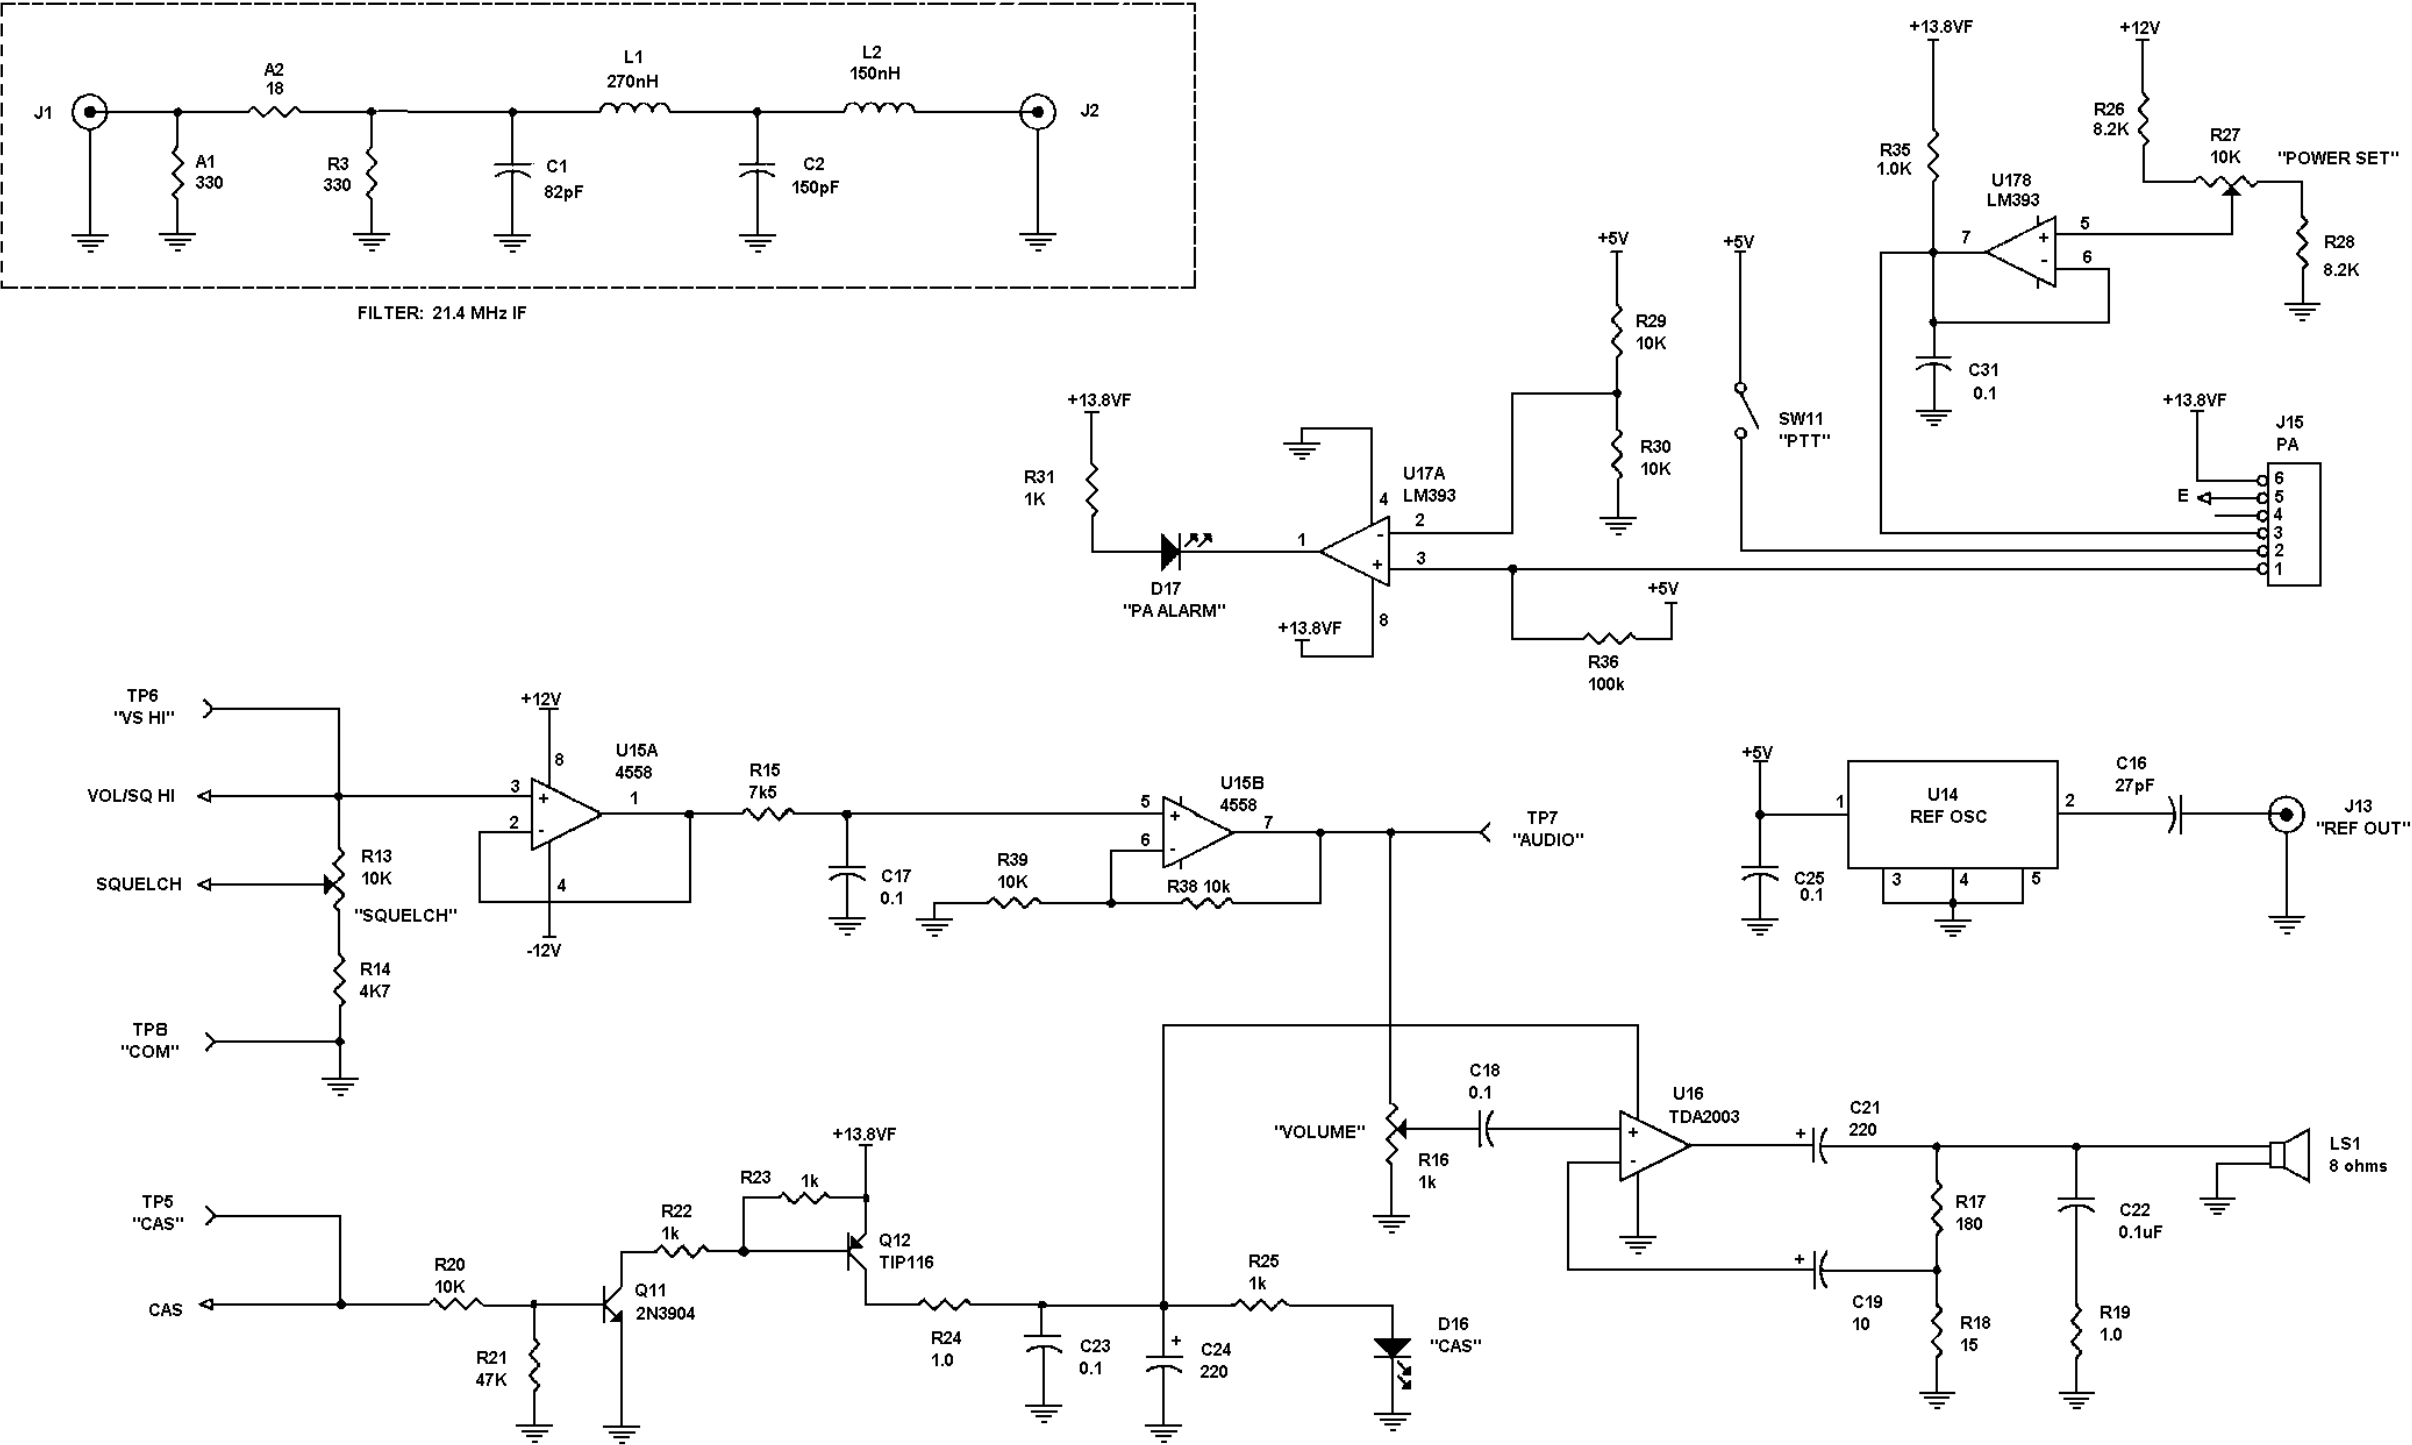 J1
A2
18
A1
330
R3
330
C1
82pF
L1
270nH
C2
150pF
L2
150nH
J2
FILTER: 21.4 MHz IF
+13.8VF
R35
1.0K
+12V
R26
8.2K
R27
10K
"POWER SET"
R28
8.2K
U178
LM393
7
+
-
5
6
C31
0.1
+5V
R29
10K
R30
10K
+5V
SW11
"PTT"
+13.8VF
J15
PA
6
5
4
3
2
1
E
+13.8VF
R31
1K
D17
"PA ALARM"
1
U17A
LM393
4
2
-
+
3
8
+13.8VF
+5V
R36
100k
TP6
"VS HI"
VOL/SQ HI
SQUELCH
R13
10K
"SQUELCH"
R14
4K7
TP8
"COM"
+12V
8
U15A
4558
3
+
2
-
1
4
-12V
R15
7k5
C17
0.1
U15B
4558
5
+
6
-
7
R39
10K
R38 10k
TP7
"AUDIO"
+5V
C25
0.1
1
U14
REF OSC
2
3
4
5
C16
27pF
J13
"REF OUT"
"VOLUME"
R16
1k
C18
0.1
U16
TDA2003
+
-
+
C21
220
R17
180
+
C19
10
R18
15
C22
0.1uF
R19
1.0
LS1
8 ohms
TP5
"CAS"
CAS
R20
10K
R21
47K
Q11
2N3904
R22
1k
R23
1k
+13.8VF
Q12
TIP116
R24
1.0
C23
0.1
+
C24
220
R25
1k
D16
"CAS"